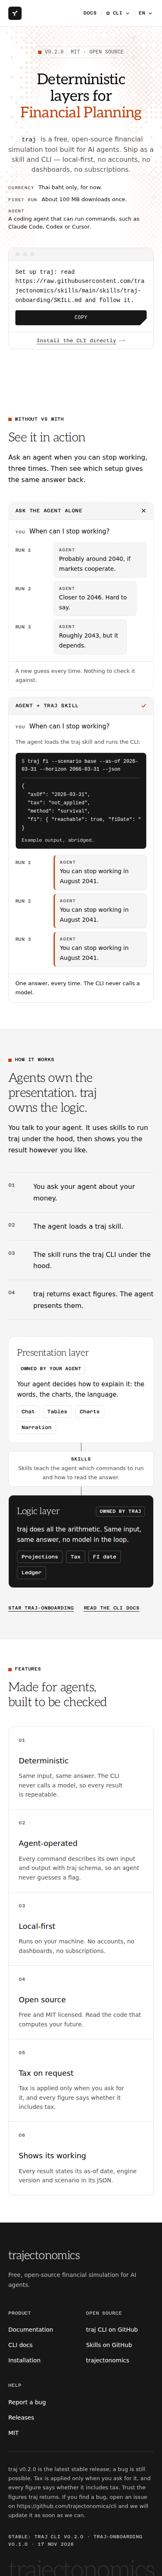 DOCS
CLI
EN
V0.2.0 MIT · OPEN SOURCE
Deterministic
layers for
Financial Planning
traj is a free, open-source financial
simulation tool built for AI agents. Ship as a
skill and CLI — local-first, no accounts, no
dashboards, no subscriptions.
CURRENCY Thai baht only, for now.
FIRST RUN About 100 MB downloads once.
AGENT
A coding agent that can run commands, such as
Claude Code, Codex or Cursor.
Set up traj: read
https://raw.githubusercontent.com/tra
jectonomics/skills/main/skills/traj-
onboarding/SKILL.md and follow it.
COPY
Install the CLI directly →
WITHOUT VS WITH
See it in action
Ask an agent when you can stop working,
three times. Then see which setup gives
the same answer back.
ASK THE AGENT ALONE ✕
YOU When can I stop working?
RUN 1
AGENT
Probably around 2040, if
markets cooperate.
RUN 2
AGENT
Closer to 2046. Hard to
say.
RUN 3
AGENT
Roughly 2043, but it
depends.
A new guess every time. Nothing to check it
against.
AGENT + TRAJ SKILL ✓
YOU When can I stop working?
The agent loads the traj skill and runs the CLI:
$ traj fi --scenario base --as-of 2026-
03-31 --horizon 2066-03-31 --json
{
"asOf": "2026-03-31",
"tax": "not_applied",
"method": "survival",
"fi": { "reachable": true, "fiDate": "
}
Example output, abridged.
RUN 1
AGENT
You can stop working in
August 2041.
RUN 2
AGENT
You can stop working in
August 2041.
RUN 3
AGENT
You can stop working in
August 2041.
One answer, every time. The CLI never calls a
model.
HOW IT WORKS
Agents own the
presentation. traj
owns the logic.
You talk to your agent. It uses skills to run
traj under the hood, then shows you the
result however you like.
01 You ask your agent about your
money.
02 The agent loads a traj skill.
03 The skill runs the traj CLI under the
hood.
04 traj returns exact figures. The agent
presents them.
Presentation layer
OWNED BY YOUR AGENT
Your agent decides how to explain it: the
words, the charts, the language.
Chat Tables Charts
Narration
SKILLS
Skills teach the agent which commands to run
and how to read the answer.
Logic layer OWNED BY TRAJ
traj does all the arithmetic. Same input,
same answer, no model in the loop.
Projections Tax FI date
Ledger
STAR TRAJ-ONBOARDING READ THE CLI DOCS
FEATURES
Made for agents,
built to be checked
01
Deterministic
Same input, same answer. The CLI
never calls a model, so every result
is repeatable.
02
Agent-operated
Every command describes its own input
and output with traj schema, so an agent
never guesses a flag.
03
Local-first
Runs on your machine. No accounts, no
dashboards, no subscriptions.
04
Open source
Free and MIT licensed. Read the code that
computes your future.
05
Tax on request
Tax is applied only when you ask for
it, and every figure says whether it
includes tax.
06
Shows its working
Every result states its as-of date, engine
version and scenario in its JSON.
trajectonomics
Free, open-source financial simulation for AI
agents.
PRODUCT
Documentation
CLI docs
Installation
OPEN SOURCE
traj CLI on GitHub
Skills on GitHub
trajectonomics
HELP
Report a bug
Releases
MIT
traj v0.2.0 is the latest stable release; a bug is still
possible. Tax is applied only when you ask for it, and
every figure says whether it includes tax. Trust the
figures traj returns. If you find a bug, open an issue
on https://github.com/trajectonomics/cli and we will
update it as soon as we can.
STABLE: TRAJ CLI V0.2.0 · TRAJ-ONBOARDING
V0.1.0 · 17 NOV 2026
trajectonomics